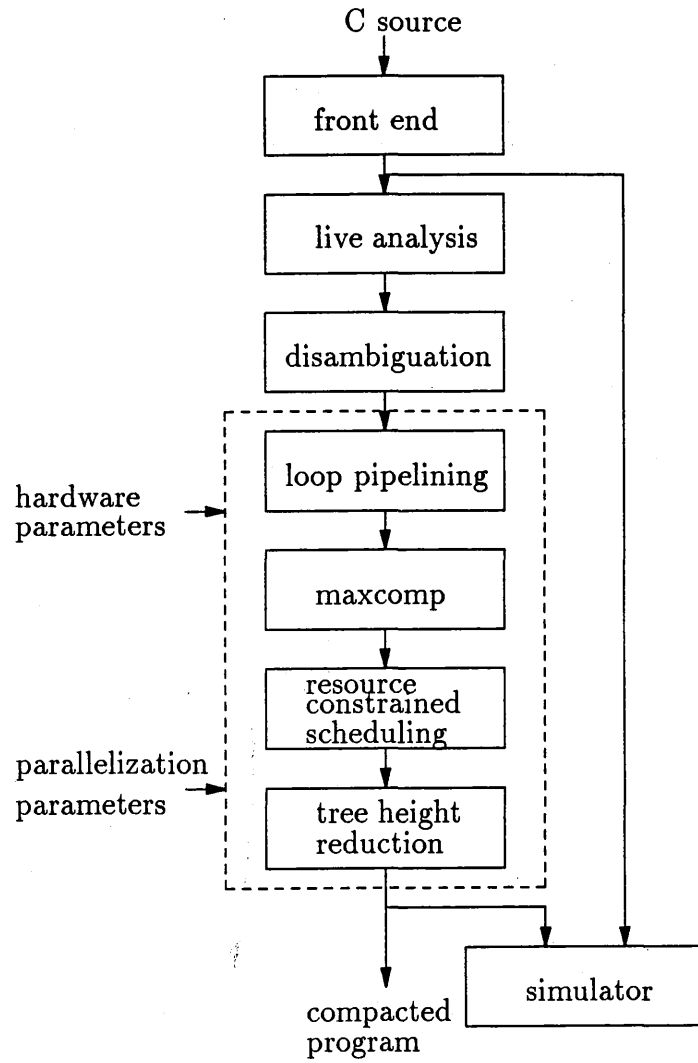 C source
front end
live analysis
disambiguation
loop pipelining
hardware
parameters
maxcomp
resource
constrained
scheduling
parallelization
parameters
tree height
reduction
simulator
compacted
program